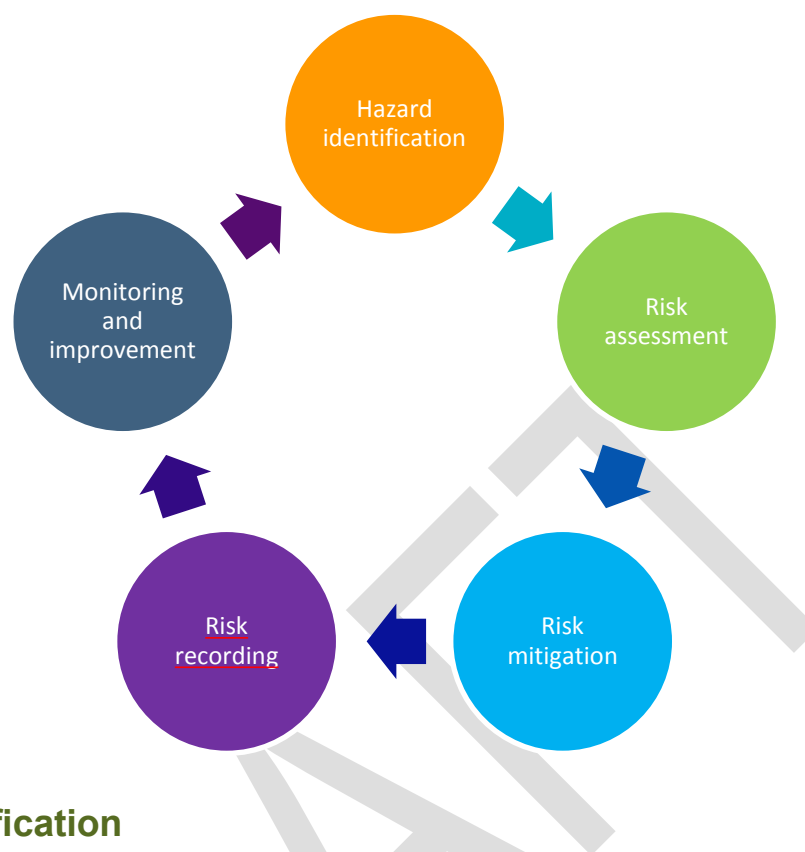 Hazard
identification
Risk
assessment
Risk
mitigation
Risk
recording
Monitoring
and
improvement
fication